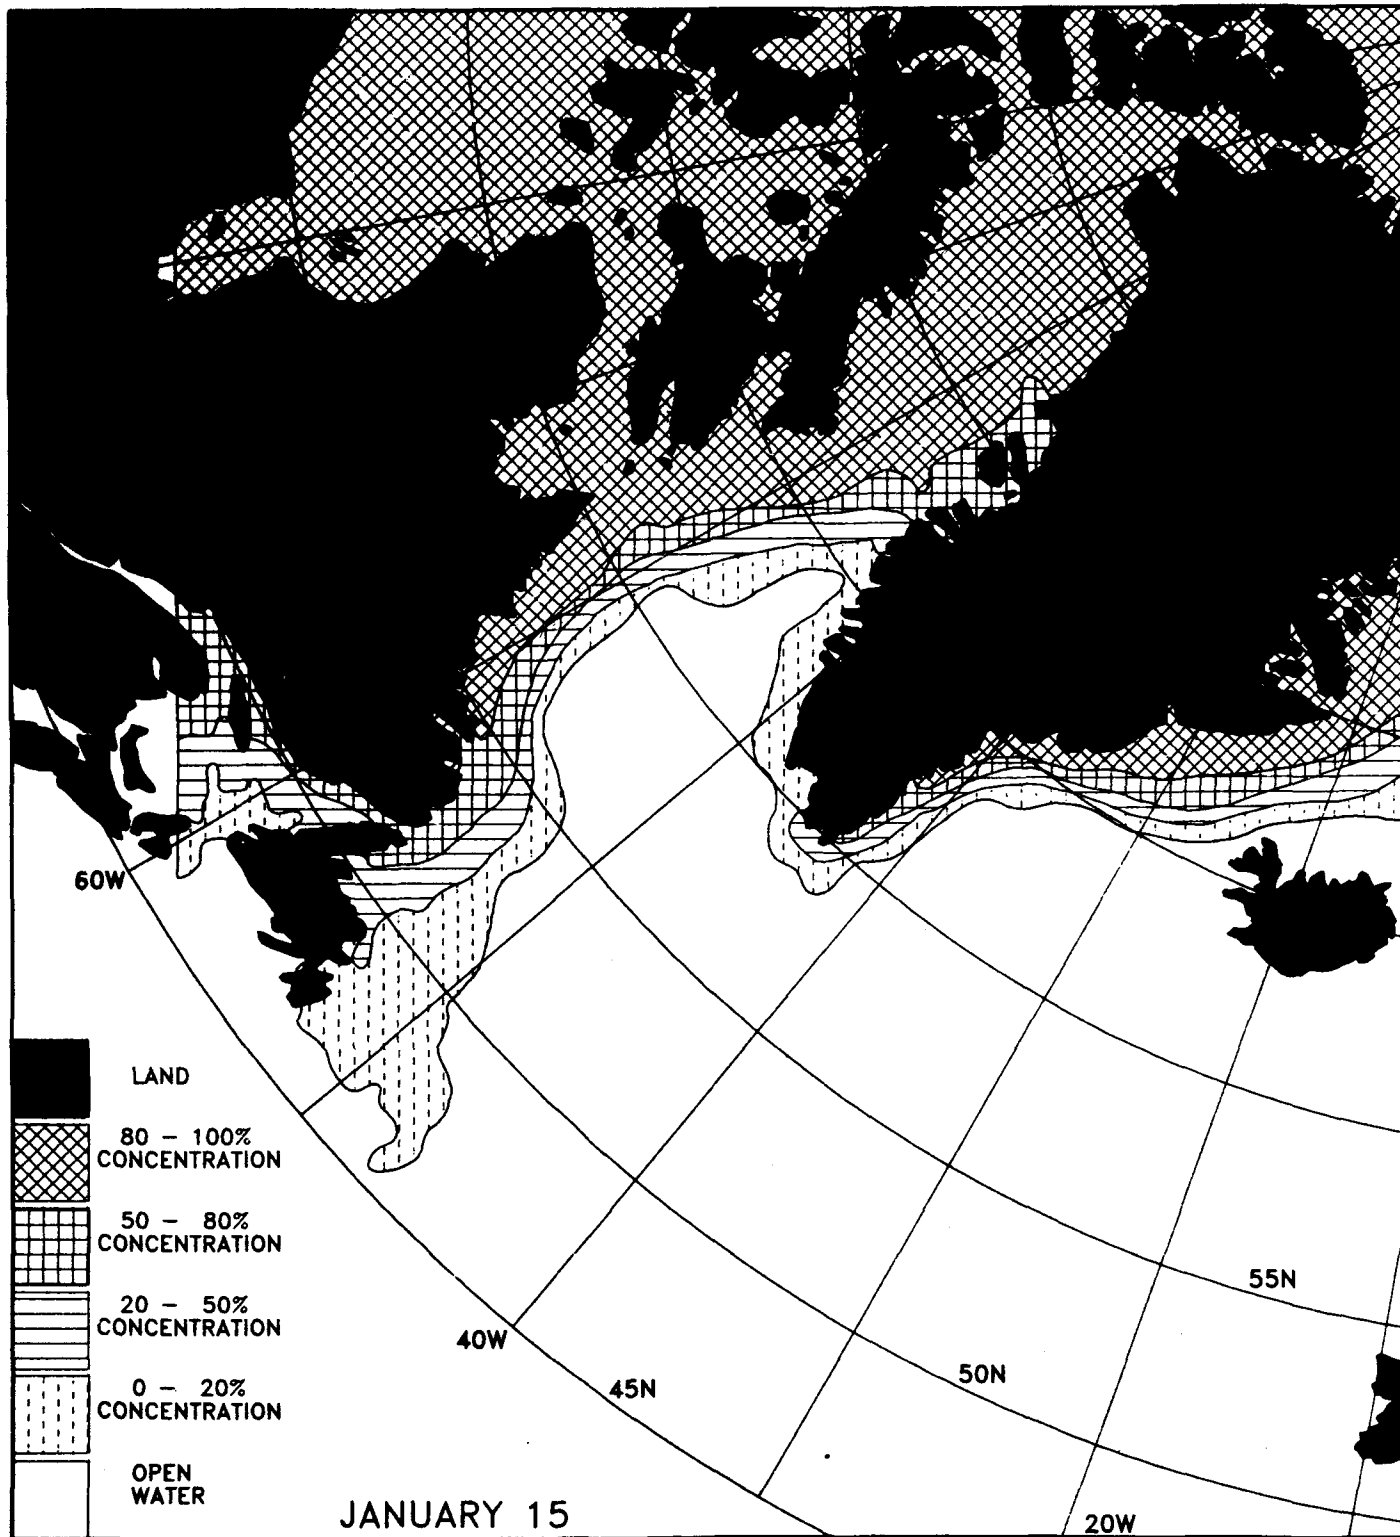 60W
LAND
80 - 100%
CONCENTRATION
50 - 80%
CONCENTRATION
20 - 50%
CONCENTRATION
0 - 20%
CONCENTRATION
OPEN
WATER
55N
40W
50N
45N
JANUARY 15
20W